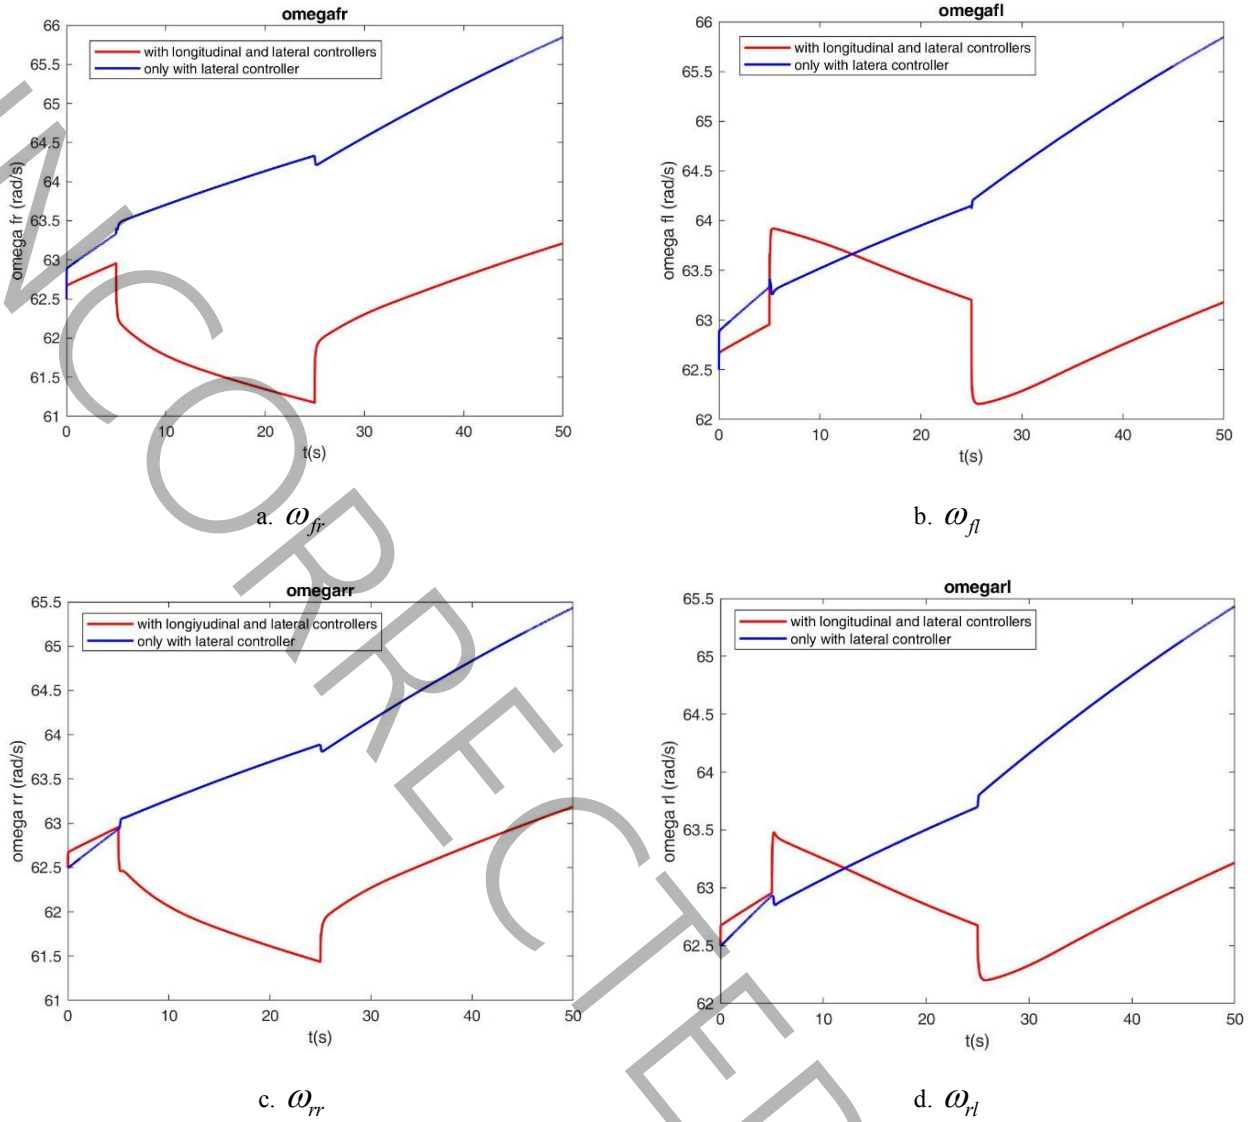 omegafr
66
65.5
65
64.5
64
63.5
63
62.5
62
61.5
61
omega fr (rad/s)
with longitudinal and lateral controllers
only with lateral controller
0 10 20 30 40 50
t(s)
a. ω_fr
omegafl
66
65.5
65
64.5
64
63.5
63
62.5
62
omega fl (rad/s)
with longitudinal and lateral controllers
only with latera controller
0 10 20 30 40 50
t(s)
b. ω_fl
omegarr
65.5
65
64.5
64
63.5
63
62.5
62
61.5
61
omega rr (rad/s)
with longiyudinal and lateral controllers
only with lateral controller
0 10 20 30 40 50
t(s)
c. ω_rr
omegarl
65.5
65
64.5
64
63.5
63
62.5
62
omega rl (rad/s)
with longitudinal and lateral controllers
only with lateral controller
0 10 20 30 40 50
t(s)
d. ω_rl